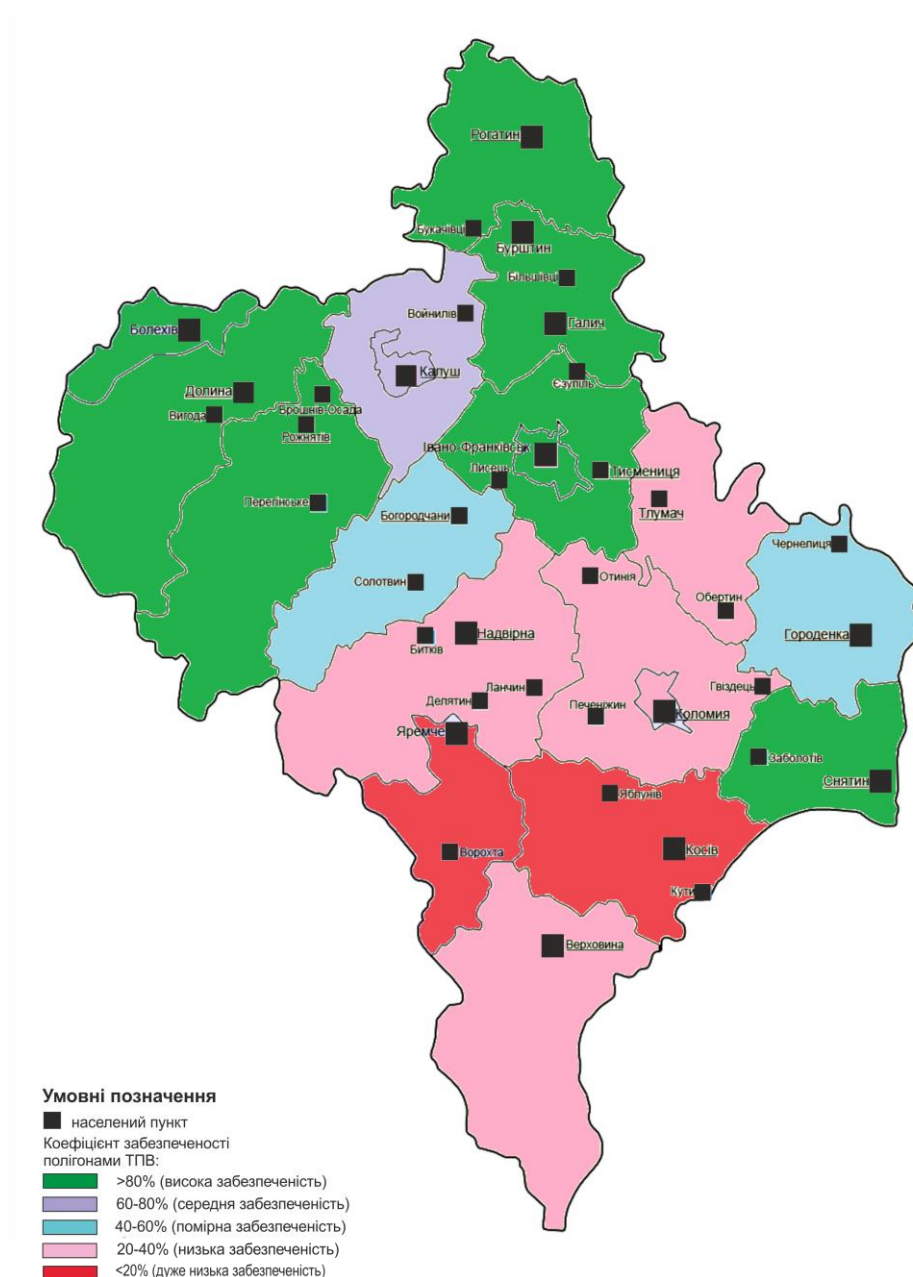 Рогатин
Букачівці
Бурштин
Більшівці
Войнилів
Галич
Болехів
Калуш
Єзупіль
Долина
Вигода
Брошнів-Осада
Рожнятів
Івано-Франківськ
Лисець
Тисмениця
Перегінське
Тлумач
Богородчани
Чернелиця
Солотвин
Отинія
Обертин
Надвірна
Битків
Городенка
Ланчин
Делятин
Гвіздець
Печеніжин
Коломия
Яремче
Заболотів
Снятин
Яблунів
Косів
Ворохта
Кути
Верховина
Умовні позначення
населений пункт
Коефіцієнт забезпеченості
полігонами ТПВ:
>80% (висока забезпеченість)
60-80% (середня забезпеченість)
40-60% (помірна забезпеченість)
20-40% (низька забезпеченість)
<20% (дуже низька забезпеченість)